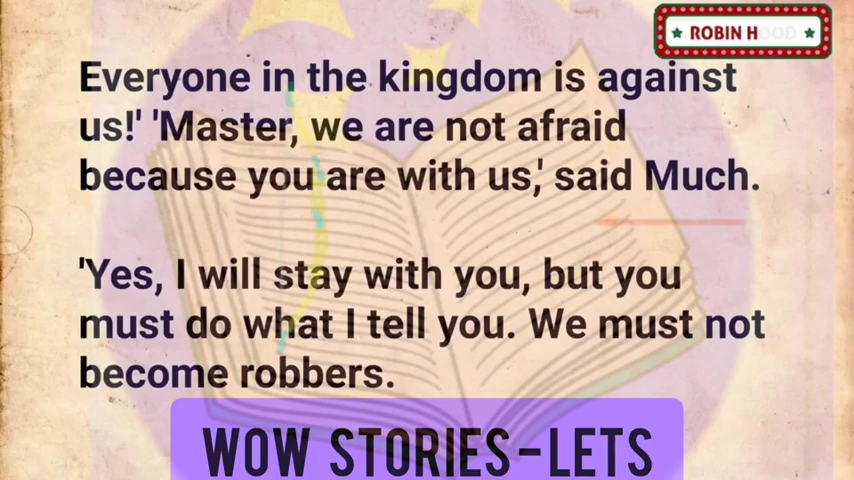 ROBIN HOOD
Everyone in the kingdom is against
us!' 'Master, we are not afraid
because you are with us,' said Much.
'Yes, I will stay with you, but you
must do what I tell you. We must not
become robbers.
WOW STORIES-LETS